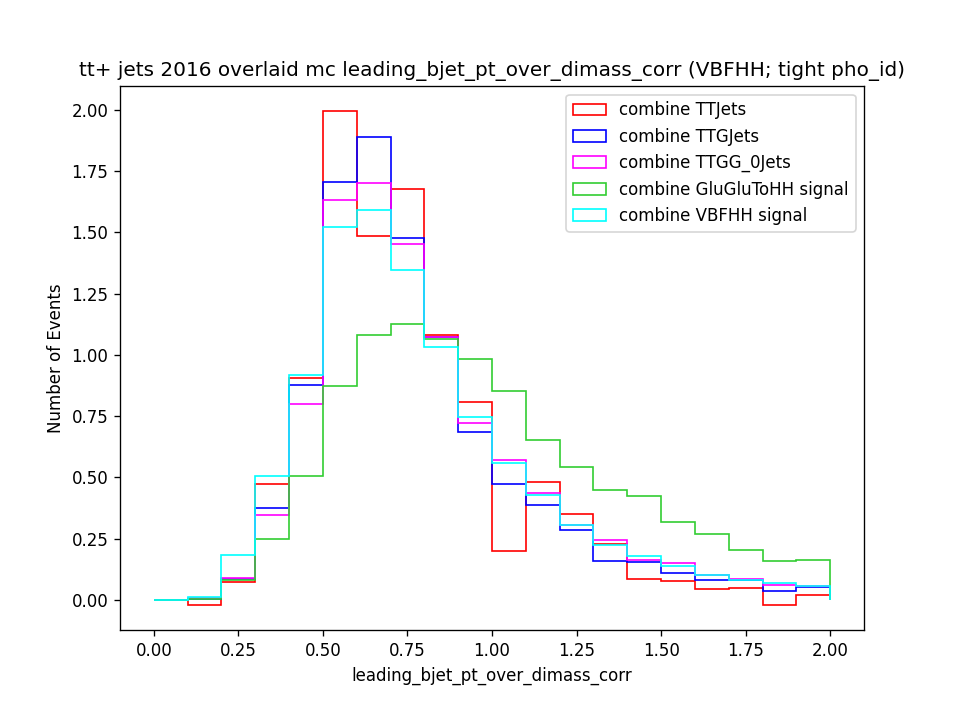 tt+ jets 2016 overlaid mc leading_bjet_pt_over_dimass_corr (VBFHH; tight pho_id)
combine TTJets
combine TTGJets
combine TTGG_0Jets
combine GluGluToHH signal
combine VBFHH signal
Number of Events
2.00
1.75
1.50
1.25
1.00
0.75
0.50
0.25
0.00
0.00 0.25 0.50 0.75 1.00 1.25 1.50 1.75 2.00
leading_bjet_pt_over_dimass_corr